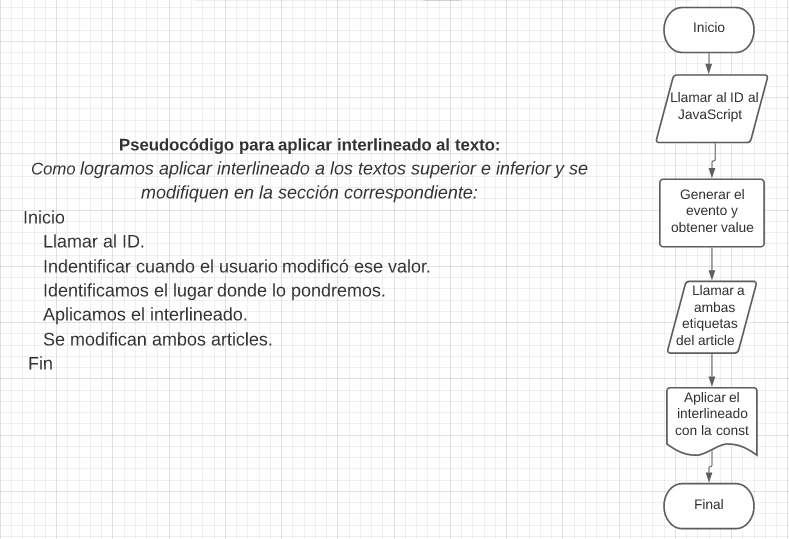 Pseudocódigo para aplicar interlineado al texto:
Como logramos aplicar interlineado a los textos superior e inferior y se
modifiquen en la sección correspondiente:
Inicio
Llamar al ID.
Indentificar cuando el usuario modificó ese valor.
Identificamos el lugar donde lo pondremos.
Aplicamos el interlineado.
Se modifican ambos articles.
Fin
Inicio
Llamar al ID al
JavaScript
Generar el
evento y
obtener value
Llamar a
ambas
etiquetas
del article
Aplicar el
interlineado
con la const
Final